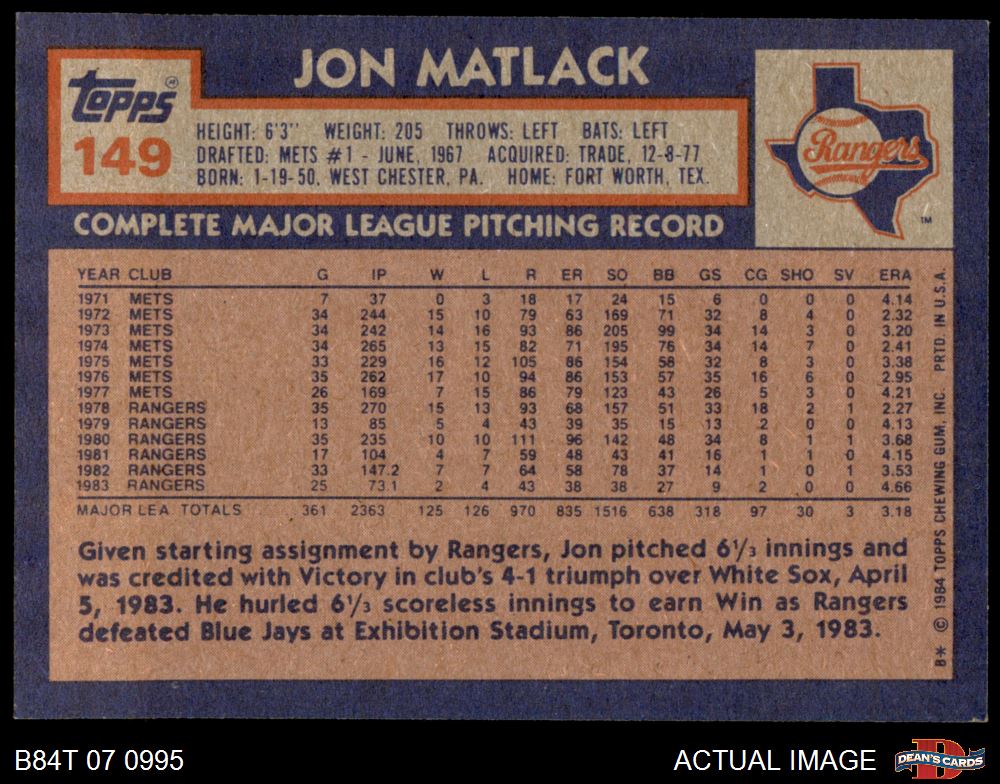 JON MATLACK
TOPPS ®
149
HEIGHT: 6'3'' WEIGHT: 205 THROWS: LEFT BATS: LEFT
DRAFTED: METS #1 - JUNE, 1967 ACQUIRED: TRADE, 12-8-77
BORN: 1-19-50, WEST CHESTER, PA. HOME: FORT WORTH, TEX.
Rangers
TM
COMPLETE MAJOR LEAGUE PITCHING RECORD
YEAR CLUB G IP W L R ER SO BB GS CG SHO SV ERA
1971 METS 7 37 0 3 18 17 24 15 6 0 0 0 4.14
1972 METS 34 244 15 10 79 63 169 71 32 8 4 0 2.32
1973 METS 34 242 14 16 93 86 205 99 34 14 3 0 3.20
1974 METS 34 265 13 15 82 71 195 76 34 14 7 0 2.41
1975 METS 33 229 16 12 105 86 154 58 32 8 3 0 3.38
1976 METS 35 262 17 10 94 86 153 57 35 16 6 0 2.95
1977 METS 26 169 7 15 86 79 123 43 26 5 3 0 4.21
1978 RANGERS 35 270 15 13 93 68 157 51 33 18 2 1 2.27
1979 RANGERS 13 85 5 4 43 39 35 15 13 2 0 0 4.13
1980 RANGERS 35 235 10 10 111 96 142 48 34 8 1 1 3.68
1981 RANGERS 17 104 4 7 59 48 43 41 16 1 1 0 4.15
1982 RANGERS 33 147.2 7 7 64 58 78 37 14 1 0 1 3.53
1983 RANGERS 25 73.1 2 4 43 38 38 27 9 2 0 0 4.66
MAJOR LEA TOTALS 361 2363 125 126 970 835 1516 638 318 97 30 3 3.18
Given starting assignment by Rangers, Jon pitched 6⅓ innings and
was credited with Victory in club's 4-1 triumph over White Sox, April
5, 1983. He hurled 6⅓ scoreless innings to earn Win as Rangers
defeated Blue Jays at Exhibition Stadium, Toronto, May 3, 1983.
B* © 1984 TOPPS CHEWING GUM, INC. PRTD. IN U.S.A.
B84T 07 0995
ACTUAL IMAGE
DEAN'S CARDS